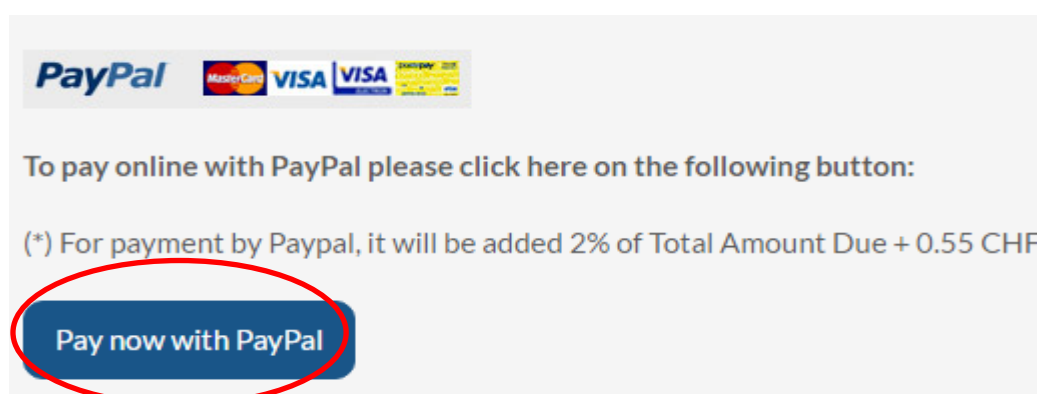 PayPal MasterCard VISA VISA
To pay online with PayPal please click here on the following button:
(*) For payment by Paypal, it will be added 2% of Total Amount Due + 0.55 CHF
Pay now with PayPal